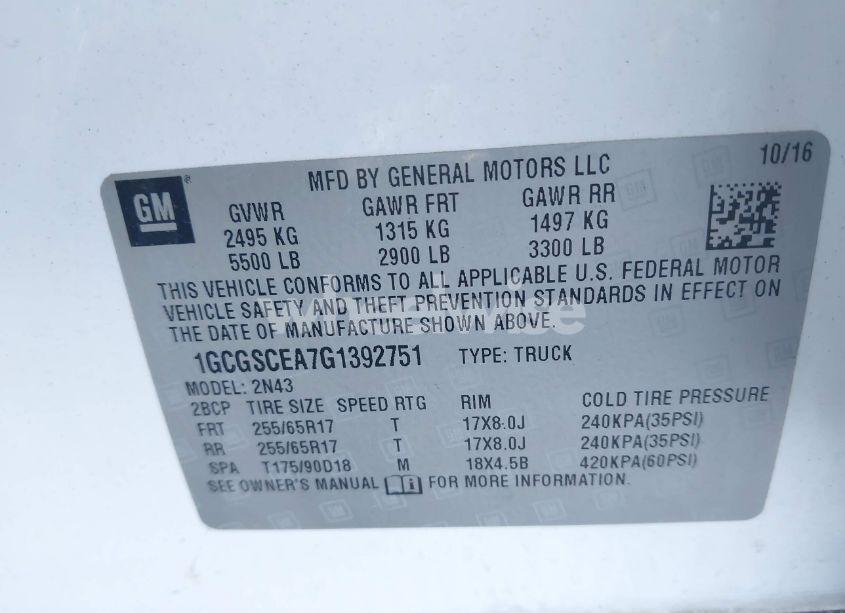 10/16
MFD BY GENERAL MOTORS LLC
GM
GVWR GAWR FRT GAWR RR
2495 KG 1315 KG 1497 KG
5500 LB 2900 LB 3300 LB
THIS VEHICLE CONFORMS TO ALL APPLICABLE U.S. FEDERAL MOTOR
VEHICLE SAFETY AND THEFT PREVENTION STANDARDS IN EFFECT ON
THE DATE OF MANUFACTURE SHOWN ABOVE.
1GCGSCEA7G1392751 TYPE: TRUCK
MODEL: 2N43
2BCP TIRE SIZE SPEED RTG RIM COLD TIRE PRESSURE
FRT 255/65R17 T 17X8.0J 240KPA(35PSI)
RR 255/65R17 T 17X8.0J 240KPA(35PSI)
SPA T175/90D18 M 18X4.5B 420KPA(60PSI)
SEE OWNER'S MANUAL i FOR MORE INFORMATION.